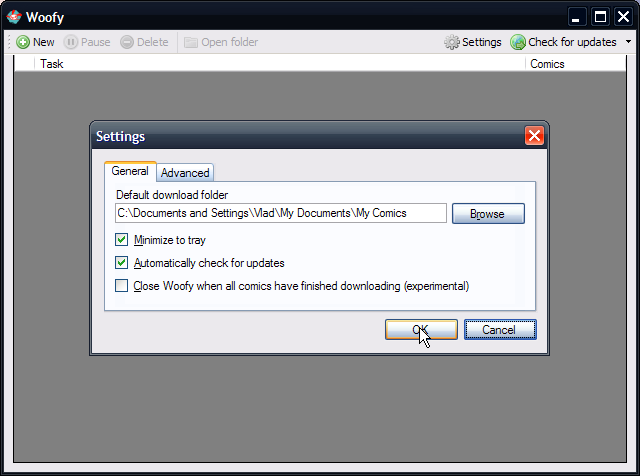 Woofy
New Pause Delete Open folder Settings Check for updates
Task Comics
Settings
General Advanced
Default download folder
C:\Documents and Settings\Vlad\My Documents\My Comics Browse
Minimize to tray
Automatically check for updates
Close Woofy when all comics have finished downloading (experimental)
OK Cancel